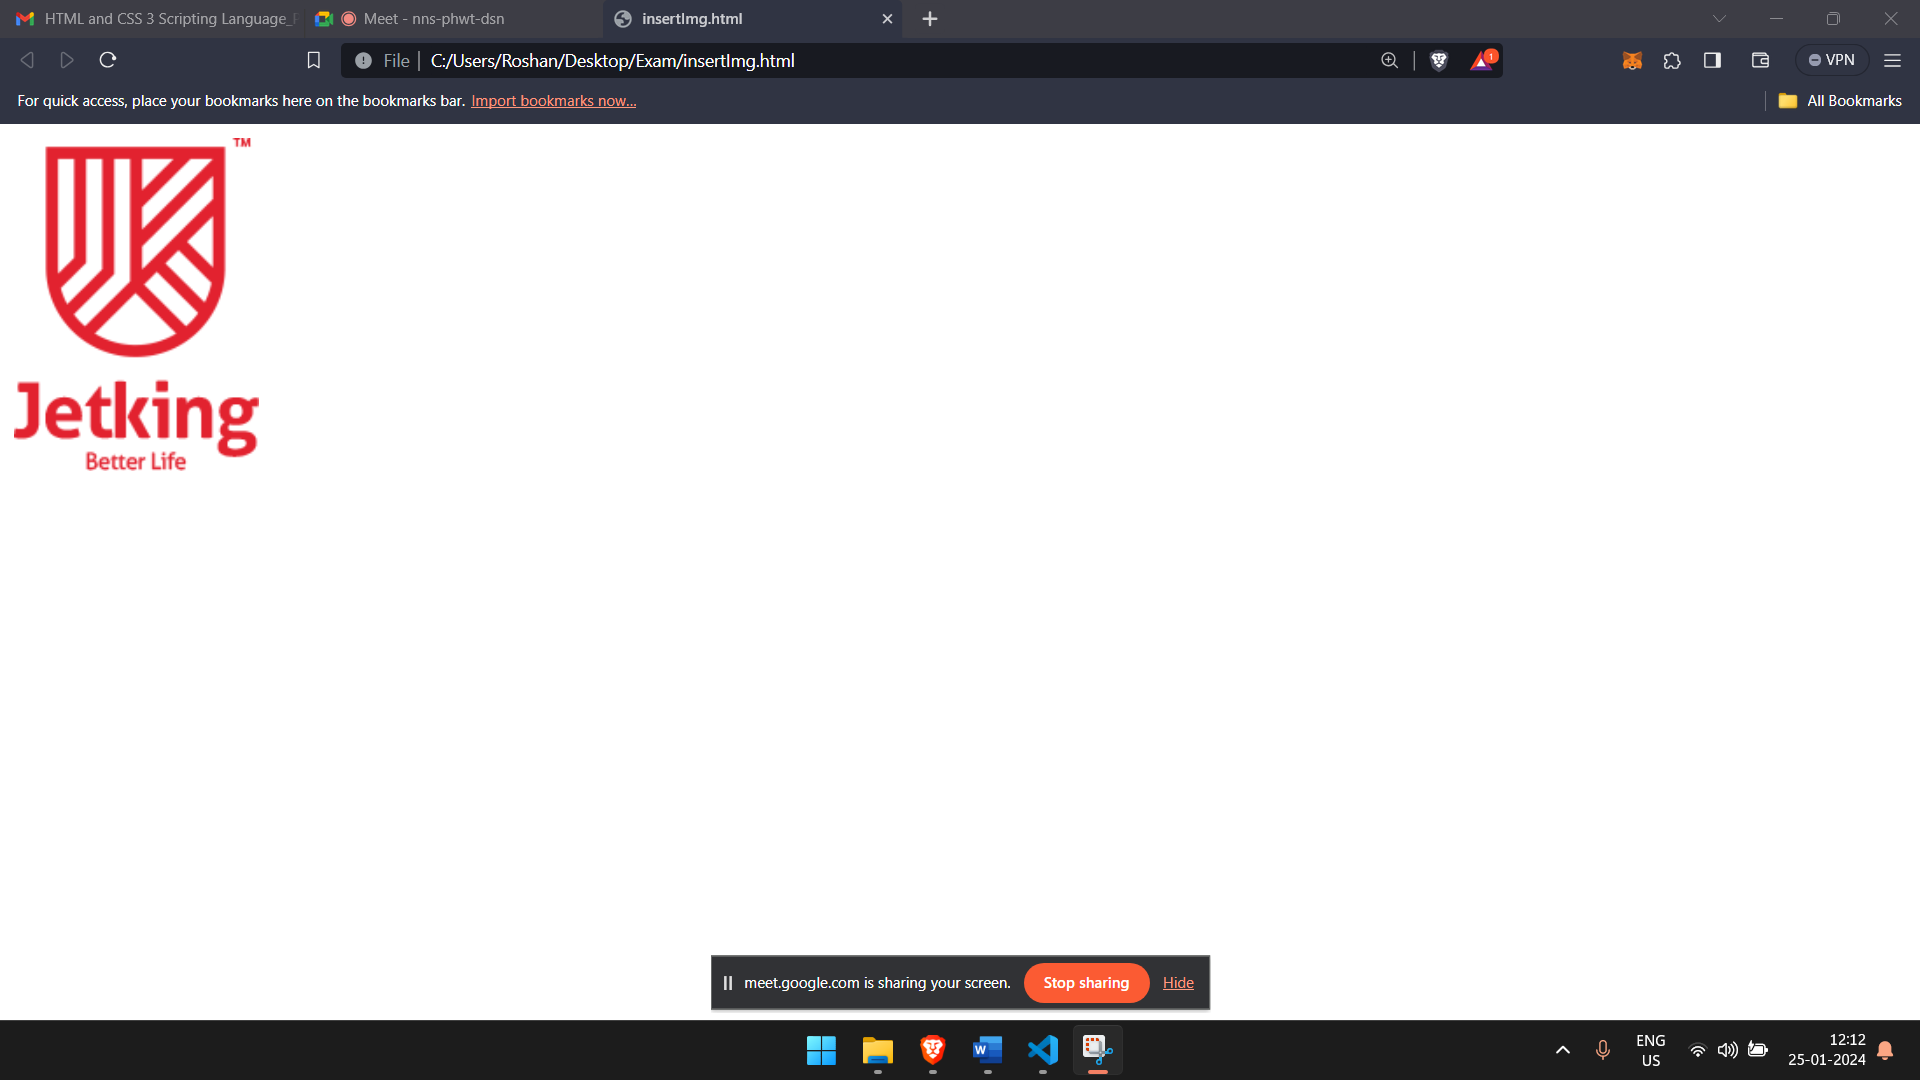 HTML and CSS 3 Scripting Language_
Meet - nns-phwt-dsn
insertImg.html
File
C:/Users/Roshan/Desktop/Exam/insertImg.html
1
VPN
For quick access, place your bookmarks here on the bookmarks bar. Import bookmarks now...
All Bookmarks
TM
Jetking
Better Life
meet.google.com is sharing your screen.
Stop sharing
Hide
W
ENG
US
12:12
25-01-2024